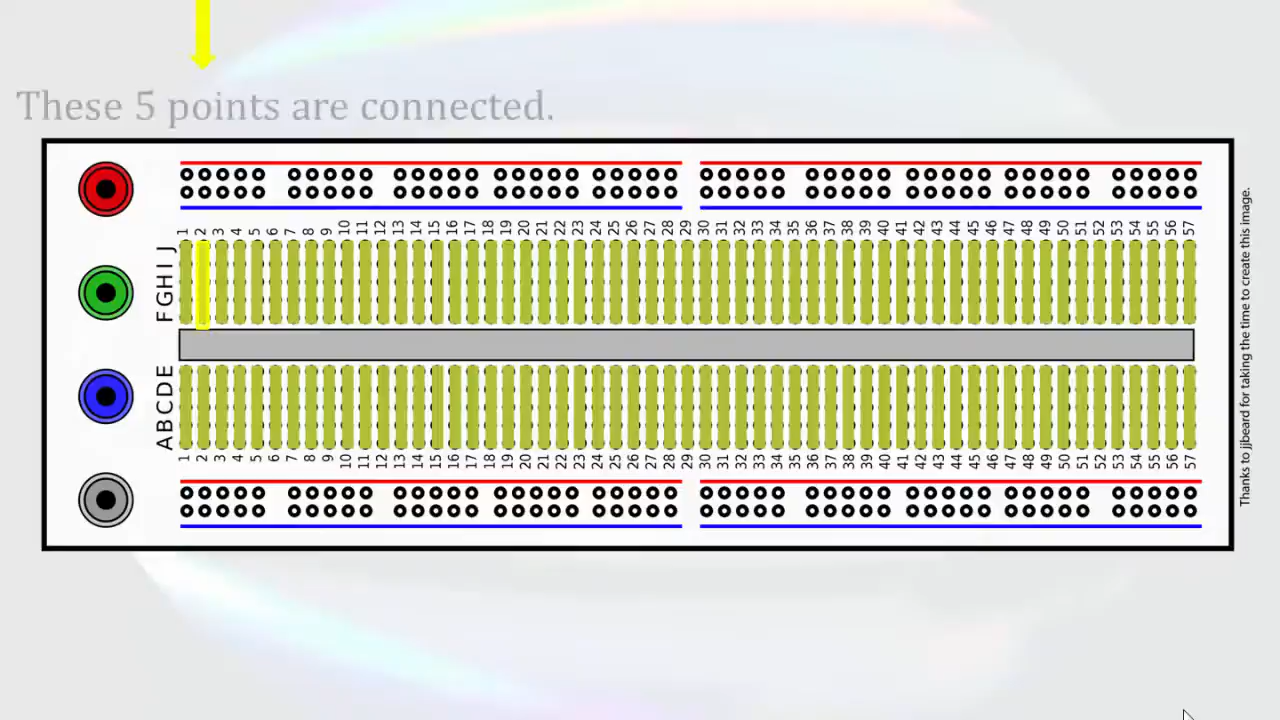 These 5 points are connected.
1 2 3 4 5 6 7 8 9 10 11 12 13 14 15 16 17 18 19 20 21 22 23 24 25 26 27 28 29 30 31 32 33 34 35 36 37 38 39 40 41 42 43 44 45 46 47 48 49 50 51 52 53 54 55 56 57
F G H I J
A B C D E
1 2 3 4 5 6 7 8 9 10 11 12 13 14 15 16 17 18 19 20 21 22 23 24 25 26 27 28 29 30 31 32 33 34 35 36 37 38 39 40 41 42 43 44 45 46 47 48 49 50 51 52 53 54 55 56 57
Thanks to jjbeard for taking the time to create this image.